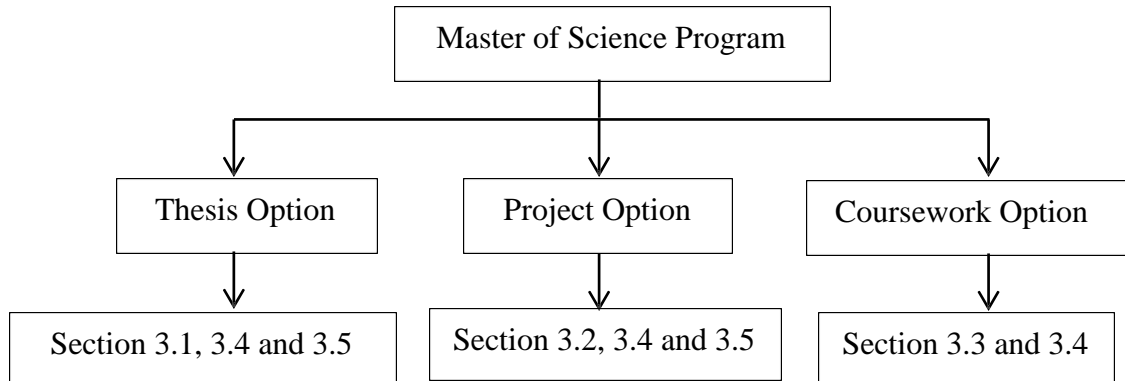 Master of Science Program
Thesis Option
Project Option
Coursework Option
Section 3.1, 3.4 and 3.5
Section 3.2, 3.4 and 3.5
Section 3.3 and 3.4